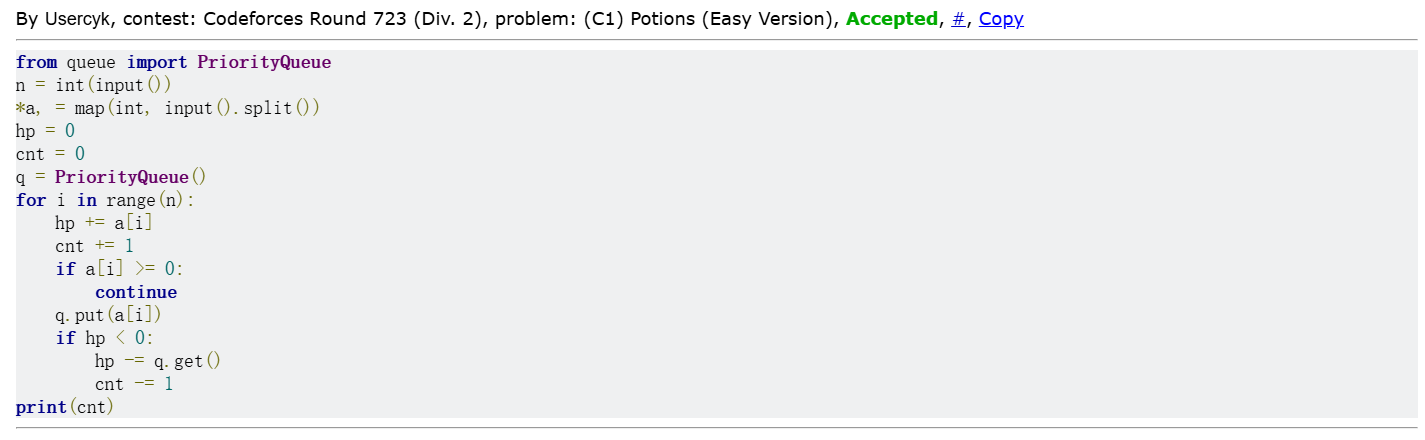 By Usercyk, contest: Codeforces Round 723 (Div. 2), problem: (C1) Potions (Easy Version), Accepted, #, Copy
from queue import PriorityQueue
n = int(input())
*a, = map(int, input().split())
hp = 0
cnt = 0
q = PriorityQueue()
for i in range(n):
    hp += a[i]
    cnt += 1
    if a[i] >= 0:
        continue
    q.put(a[i])
    if hp < 0:
        hp -= q.get()
        cnt -= 1
print(cnt)